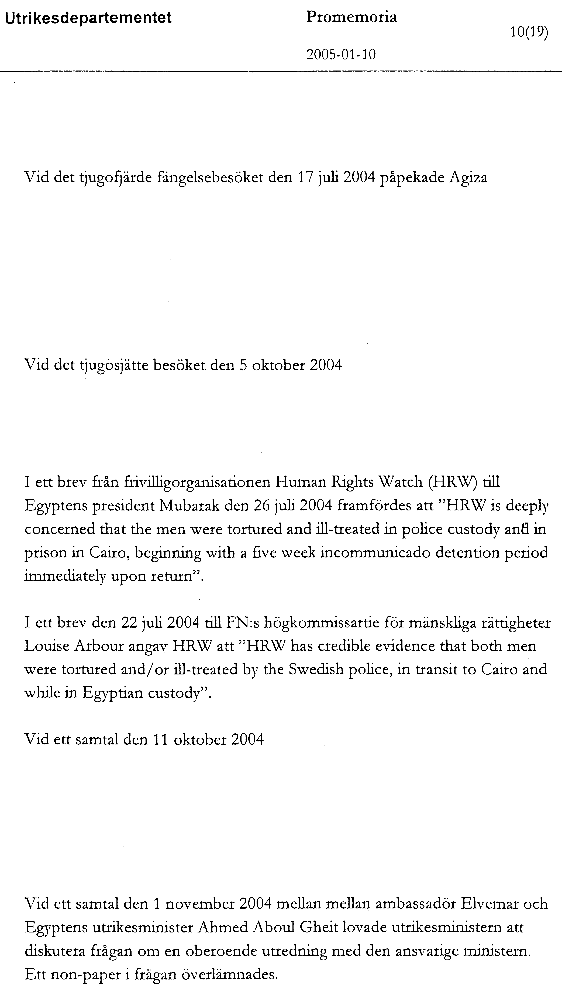 Utrikesdepartementet
Promemoria
10(19)
2005-01-10
Vid det tjugofjärde fängelsebesöket den 17 juli 2004 påpekade Agiza
Vid det tjugosjätte besöket den 5 oktober 2004
I ett brev från frivilligorganisationen Human Rights Watch (HRW) till
Egyptens president Mubarak den 26 juli 2004 framfördes att ”HRW is deeply
concerned that the men were tortured and ill-treated in police custody and in
prison in Cairo, beginning with a five week incommunicado detention period
immediately upon return”.
I ett brev den 22 juli 2004 till FN:s högkommissartie för mänskliga rättigheter
Louise Arbour angav HRW att ”HRW has credible evidence that both men
were tortured and/or ill-treated by the Swedish police, in transit to Cairo and
while in Egyptian custody”.
Vid ett samtal den 11 oktober 2004
Vid ett samtal den 1 november 2004 mellan mellan ambassadör Elvemar och
Egyptens utrikesminister Ahmed Aboul Gheit lovade utrikesministern att
diskutera frågan om en oberoende utredning med den ansvarige ministern.
Ett non-paper i frågan överlämnades.